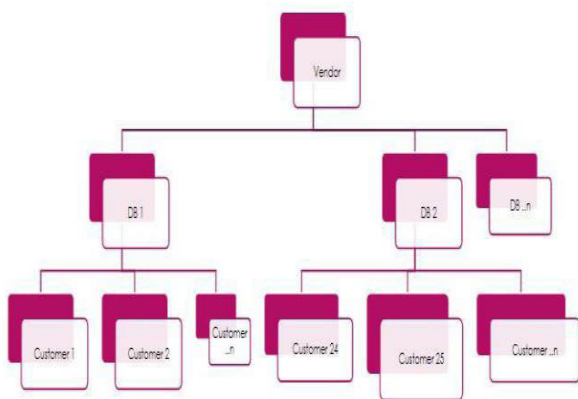 Vendor
DB 1
DB 2
DB ..n
Customer 1
Customer 2
Customer
..n
Customer 24
Customer 25
Customer ..n